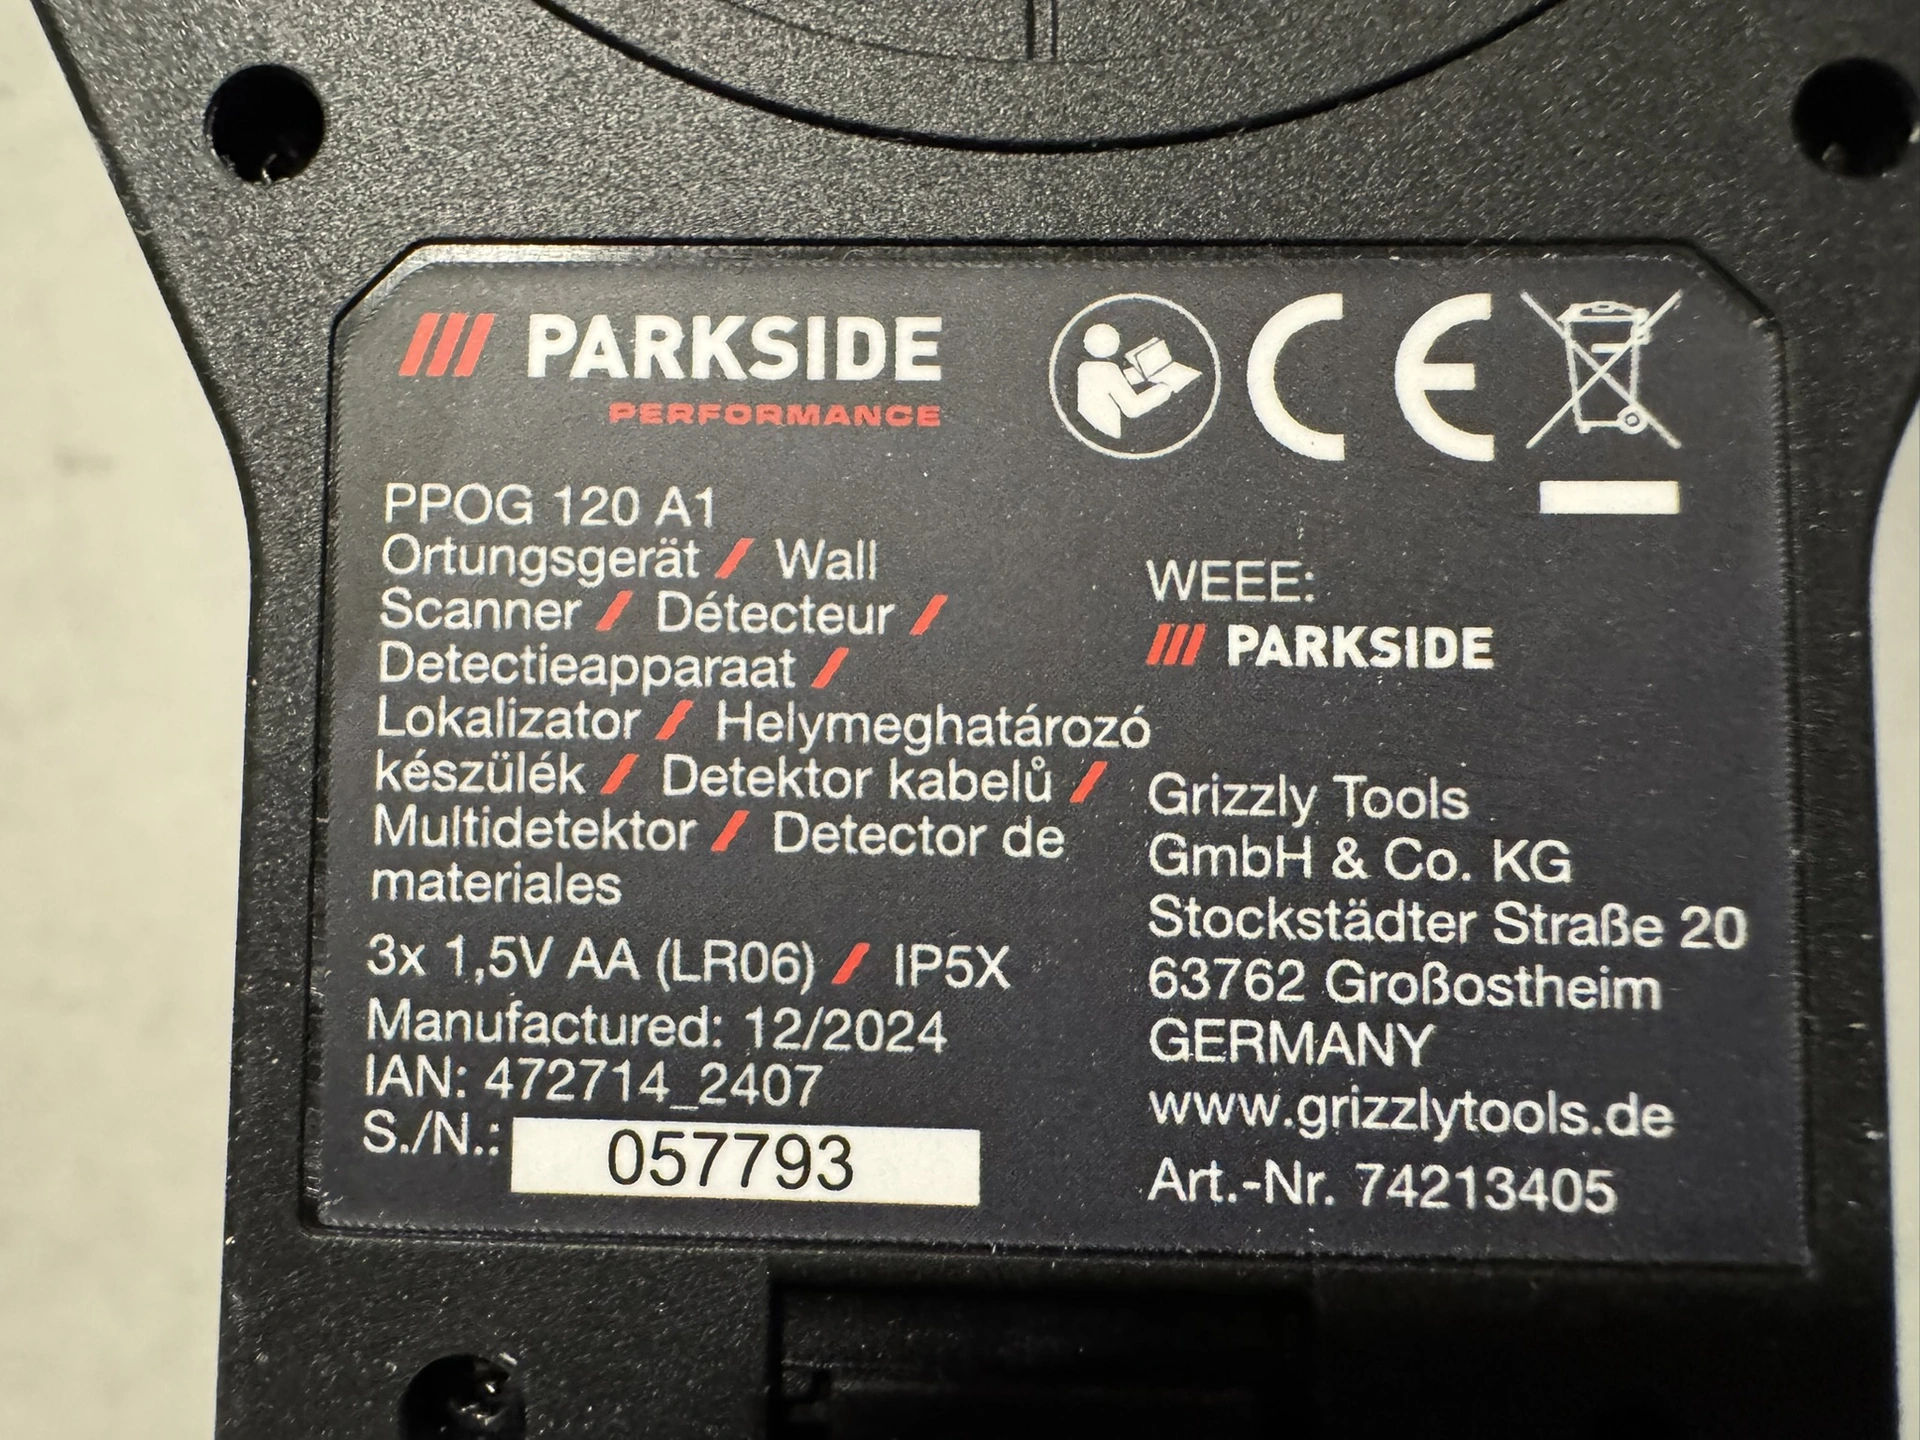 PARKSIDE
PERFORMANCE
CE
PPOG 120 A1
Ortungsgerät / Wall
Scanner / Détecteur /
Detectieapparaat /
Lokalizator / Helymeghatározó
készülék / Detektor kabelů /
Multidetektor / Detector de
materiales
3x 1,5V AA (LR06) / IP5X
Manufactured: 12/2024
IAN: 472714_2407
S./N.: 057793
WEEE:
PARKSIDE
Grizzly Tools
GmbH & Co. KG
Stockstädter Straße 20
63762 Großostheim
GERMANY
www.grizzlytools.de
Art.-Nr. 74213405